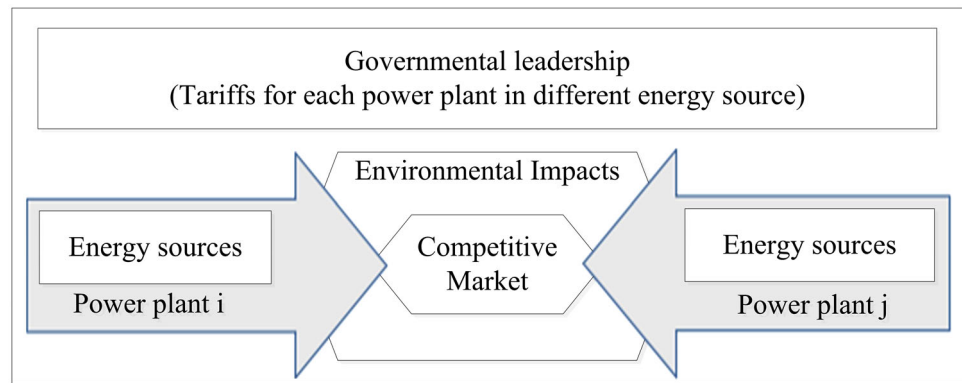 Governmental leadership
(Tariffs for each power plant in different energy source)
Environmental Impacts
Energy sources
Power plant i
Competitive
Market
Energy sources
Power plant j